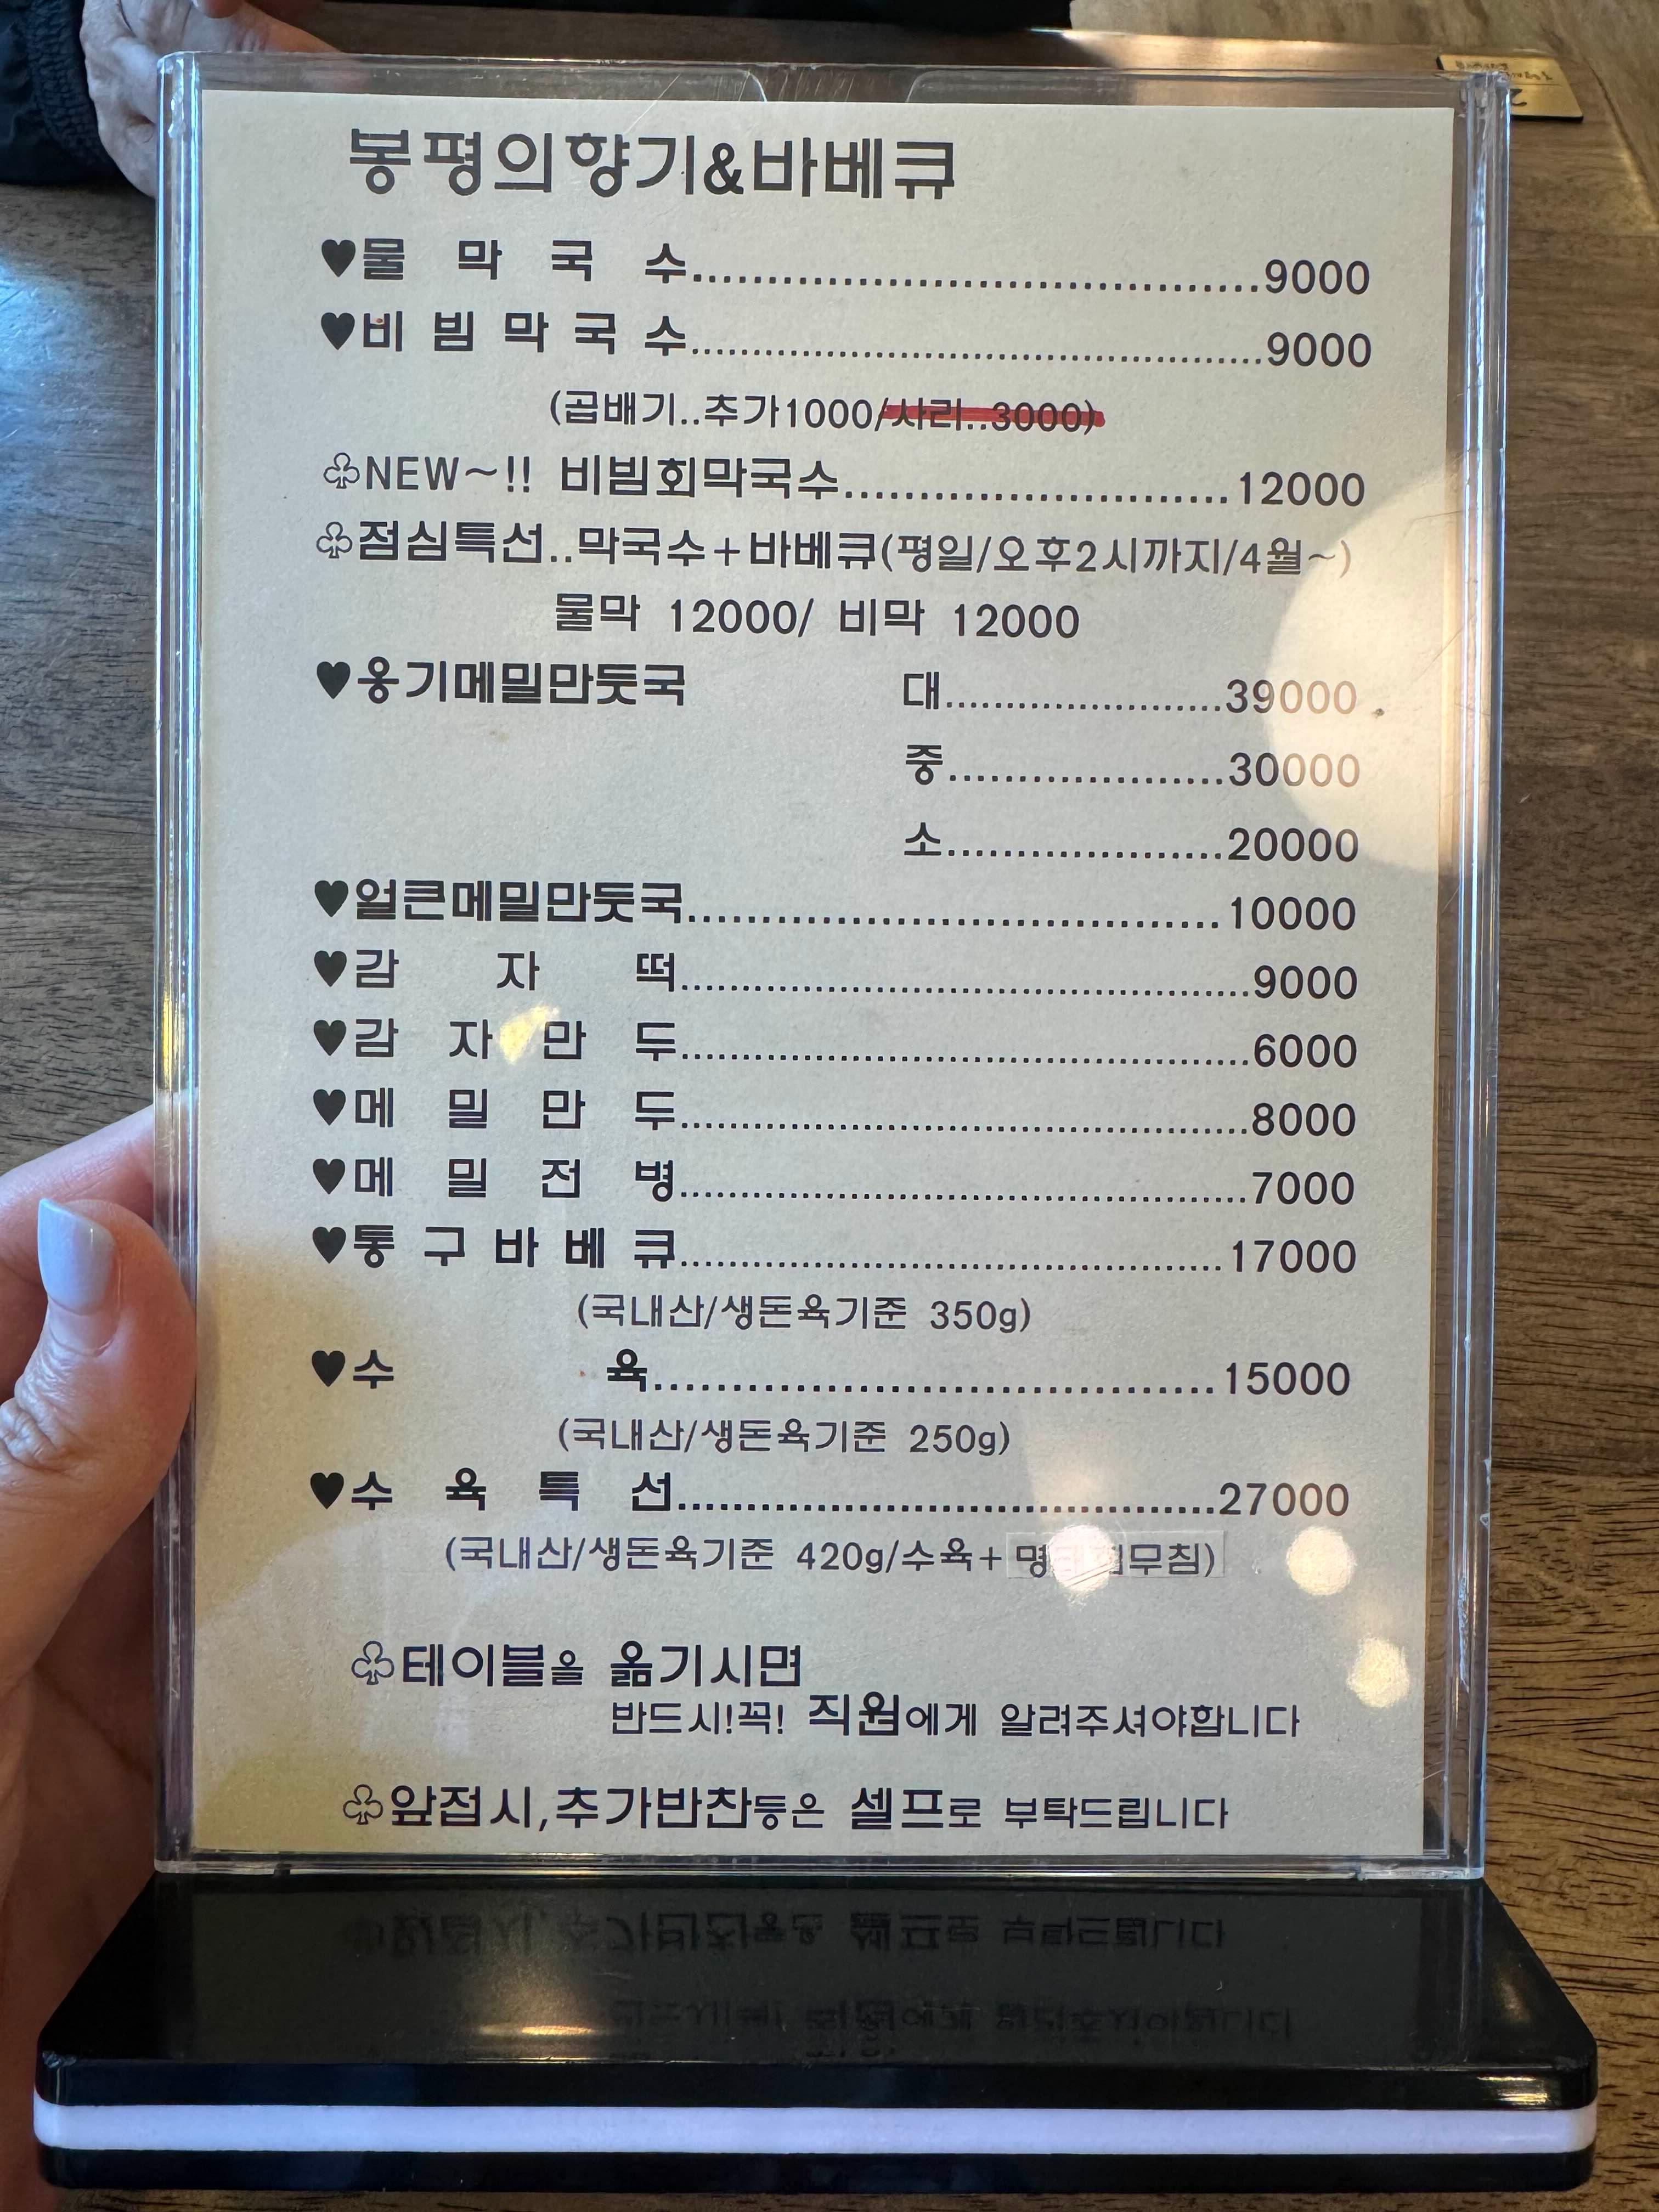 봉평의향기&바베큐
♥물 막 국 수.......................................9000
♥비 빔 막 국 수.......................................9000
(곱배기..추가1000/사리..3000)
♧NEW~!! 비빔회막국수..........................12000
♧점심특선..막국수+바베큐(평일/오후2시까지/4월~)
물막 12000/ 비막 12000
♥옹기메밀만둣국 대.......................39000
중.....................30000
소.....................20000
♥얼큰메밀만둣국....................................10000
♥감 자 떡.......................................9000
♥감 자 만 두.......................................6000
♥메 밀 만 두.......................................8000
♥메 밀 전 병.......................................7000
♥통 구 바 베 큐.......................................17000
(국내산/생돈육기준 350g)
♥수 육....................................15000
(국내산/생돈육기준 250g)
♥수 육 특 선.......................................27000
(국내산/생돈육기준 420g/수육+
♧테이블을 옮기시면
반드시!꼭! 직원에게 알려주셔야합니다
♧앞접시,추가반찬등은 셀프로 부탁드립니다